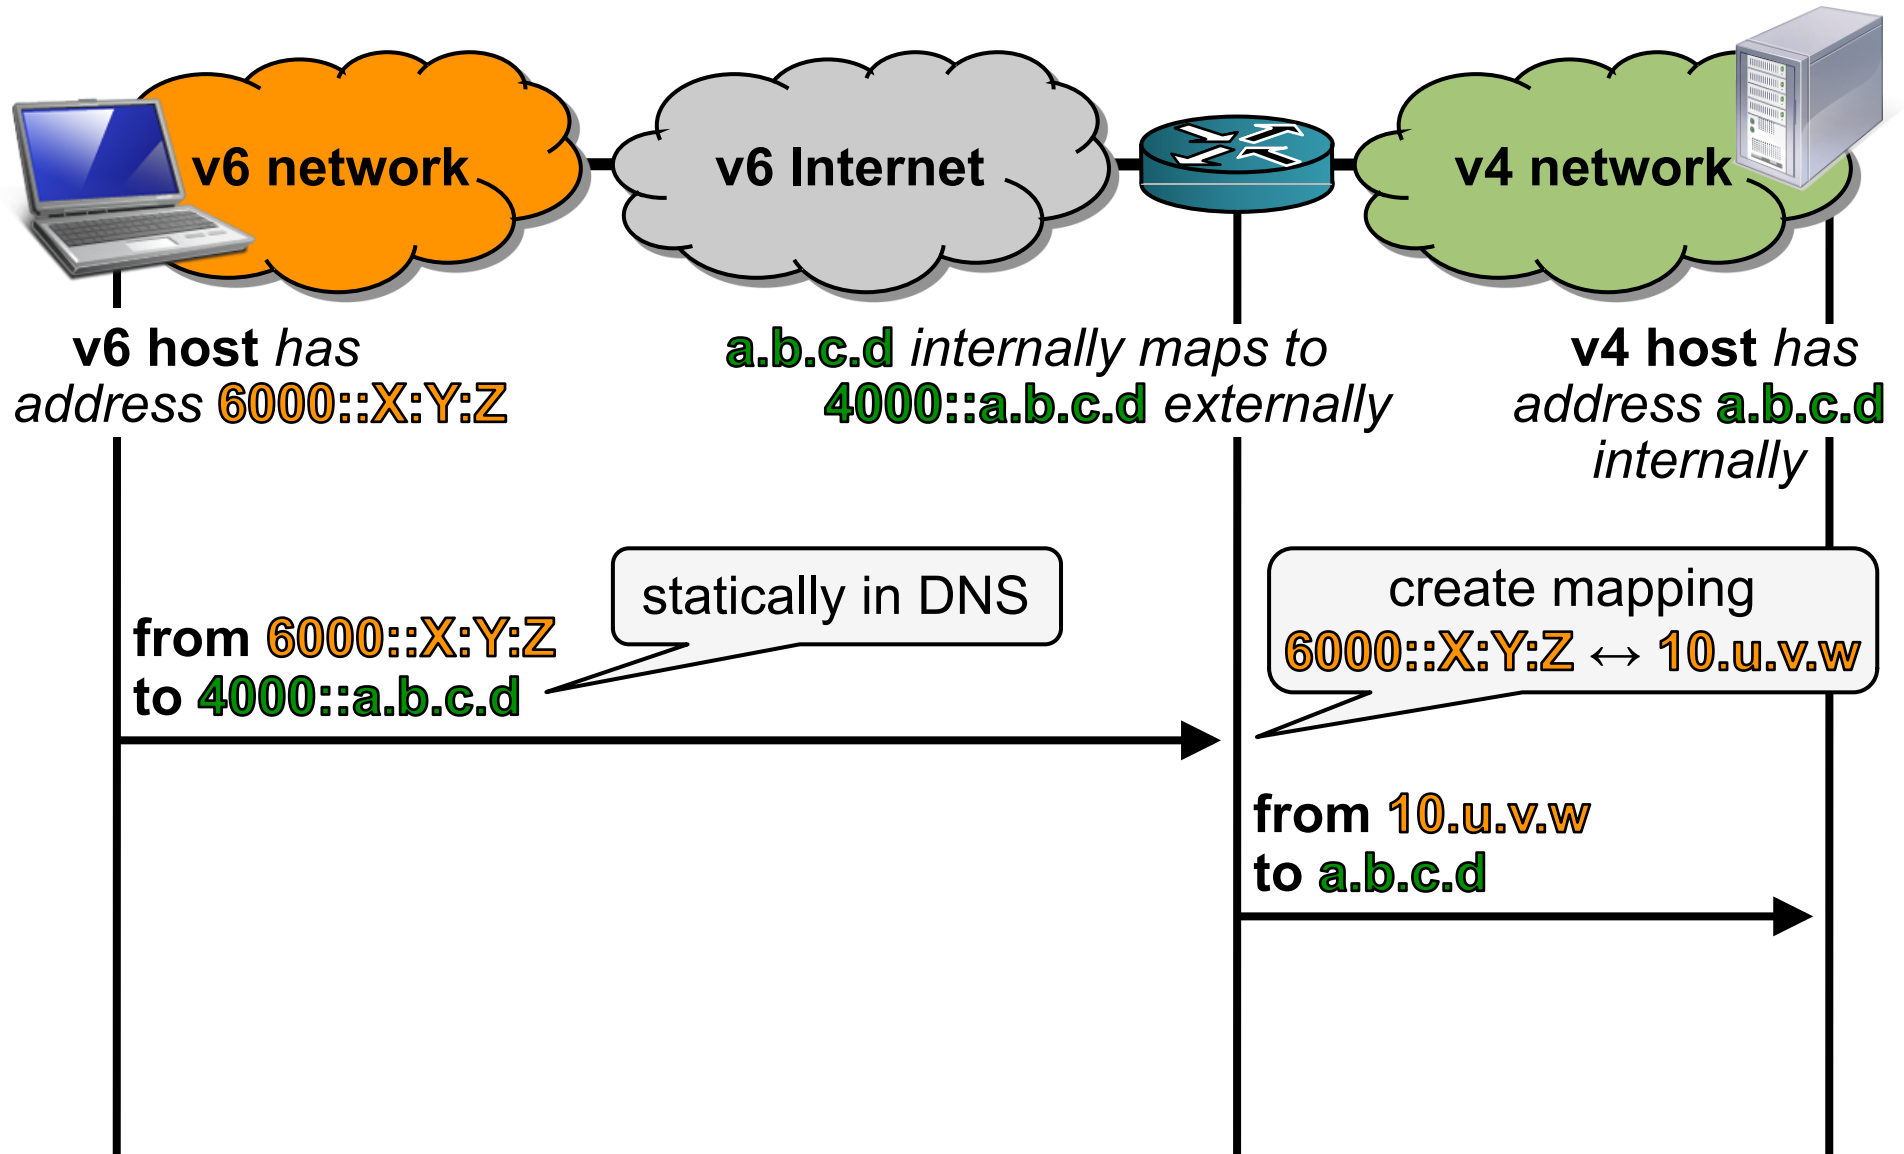 v6 network
v6 Internet
v4 network
v6 host has
address 6000::X:Y:Z
a.b.c.d internally maps to
4000::a.b.c.d externally
v4 host has
address a.b.c.d
internally
statically in DNS
from 6000::X:Y:Z
to 4000::a.b.c.d
create mapping
6000::X:Y:Z ↔ 10.u.v.w
from 10.u.v.w
to a.b.c.d